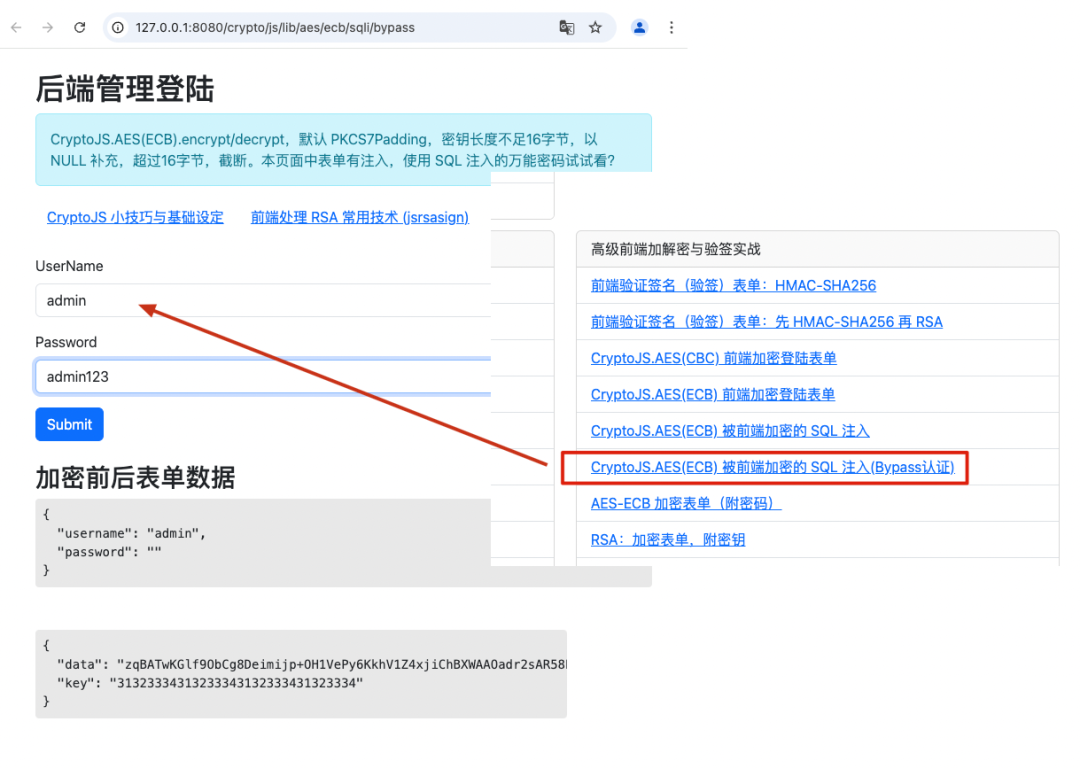 127.0.0.1:8080/crypto/js/lib/aes/ecb/sqli/bypass
后端管理登陆
CryptoJS.AES(ECB).encrypt/decrypt，默认 PKCS7Padding，密钥长度不足16字节，以
NULL 补充，超过16字节，截断。本页面中表单有注入，使用 SQL 注入的万能密码试试看？
CryptoJS 小技巧与基础设定
前端处理 RSA 常用技术 (jsrsasign)
UserName
admin
Password
admin123
Submit
加密前后表单数据
{
"username": "admin",
"password": ""
}
{
"data": "zqBATwKGlf9ObCg8Deimijp+OH1VePy6KkhV1Z4xjiChBXWAAOadr2sAR58
"key": "31323334313233343132333431323334"
}
高级前端加解密与验签实战
前端验证签名（验签）表单：HMAC-SHA256
前端验证签名（验签）表单：先 HMAC-SHA256 再 RSA
CryptoJS.AES(CBC) 前端加密登陆表单
CryptoJS.AES(ECB) 前端加密登陆表单
CryptoJS.AES(ECB) 被前端加密的 SQL 注入
CryptoJS.AES(ECB) 被前端加密的 SQL 注入(Bypass认证)
AES-ECB 加密表单（附密码）
RSA：加密表单，附密钥